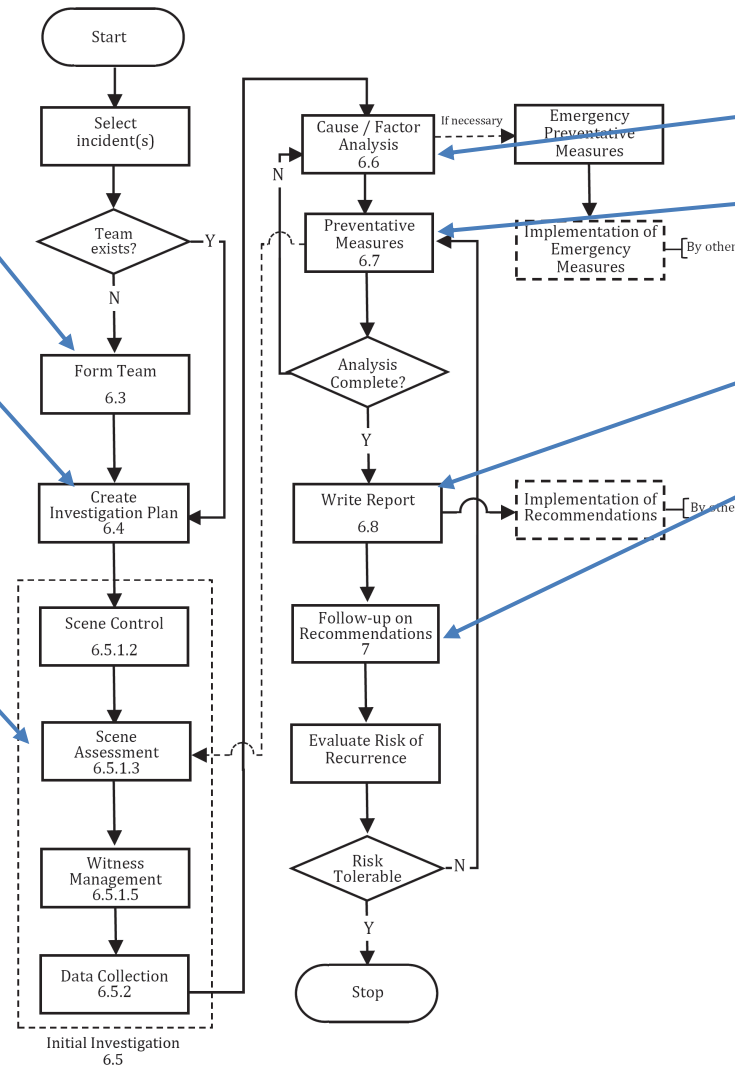 Start
Select
incident(s)
Team
exists?
Y
N
Form Team
6.3
Create
Investigation Plan
6.4
Scene Control
6.5.1.2
Scene
Assessment
6.5.1.3
Witness
Management
6.5.1.5
Data Collection
6.5.2
Initial Investigation
6.5
Cause / Factor
Analysis
6.6
If necessary
Emergency
Preventative
Measures
N
Preventative
Measures
6.7
Implementation of
Emergency
Measures
By other
Analysis
Complete?
Y
Write Report
6.8
Implementation of
Recommendations
By othe
Follow-up on
Recommendations
7
Evaluate Risk of
Recurrence
Risk
Tolerable
N
Y
Stop